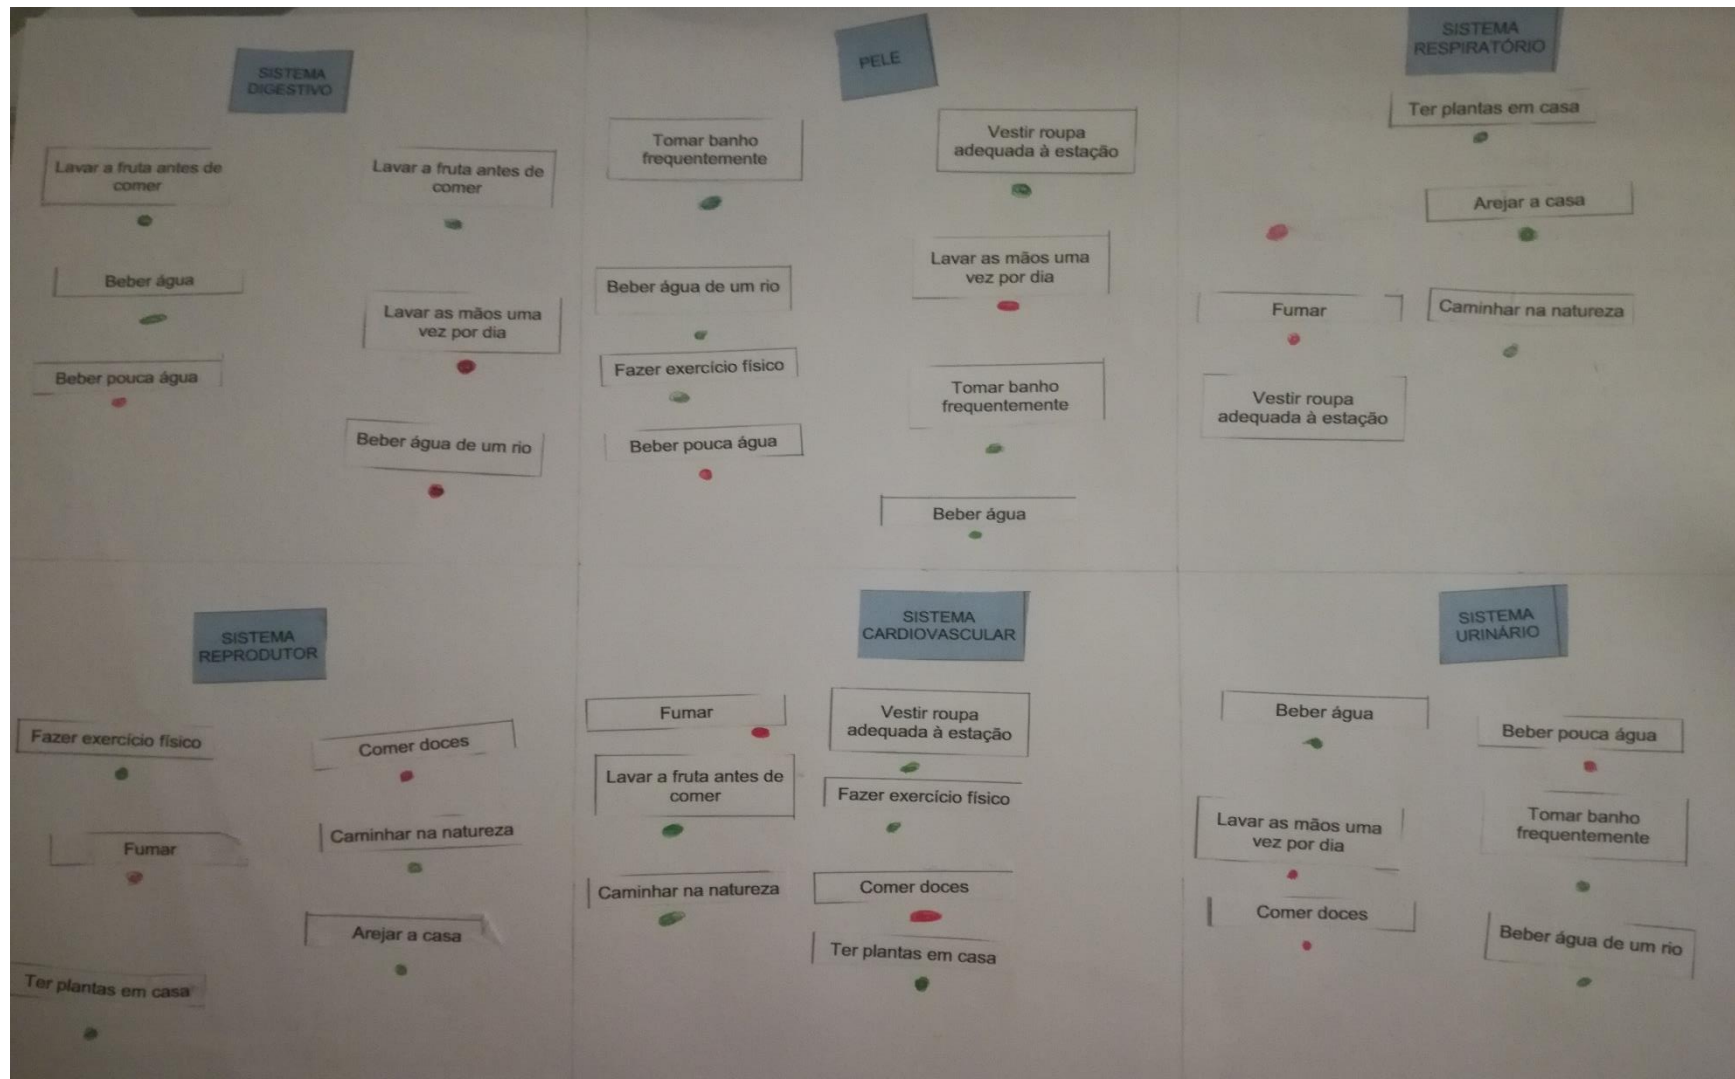 SISTEMA
DIGESTIVO
Lavar a fruta antes de
comer
Beber água
Beber pouca água
Lavar a fruta antes de
comer
Lavar as mãos uma
vez por dia
Beber água de um rio
PELE
Tomar banho
frequentemente
Beber água de um rio
Fazer exercício físico
Beber pouca água
Vestir roupa
adequada à estação
Lavar as mãos uma
vez por dia
Tomar banho
frequentemente
Beber água
SISTEMA
RESPIRATÓRIO
Ter plantas em casa
Arejar a casa
Fumar
Caminhar na natureza
Vestir roupa
adequada à estação
SISTEMA
REPRODUTOR
Fazer exercício físico
Fumar
Ter plantas em casa
Comer doces
Caminhar na natureza
Arejar a casa
SISTEMA
CARDIOVASCULAR
Fumar
Lavar a fruta antes de
comer
Caminhar na natureza
Vestir roupa
adequada à estação
Fazer exercício físico
Comer doces
Ter plantas em casa
SISTEMA
URINÁRIO
Beber água
Lavar as mãos uma
vez por dia
Comer doces
Beber pouca água
Tomar banho
frequentemente
Beber água de um rio